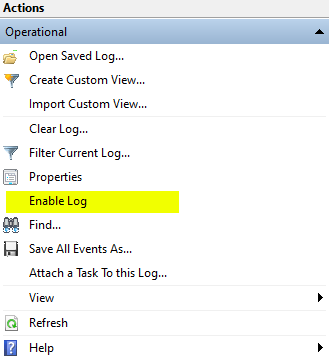 Actions
Operational
Open Saved Log...
Create Custom View...
Import Custom View...
Clear Log...
Filter Current Log...
Properties
Enable Log
Find...
Save All Events As...
Attach a Task To this Log...
View
Refresh
Help